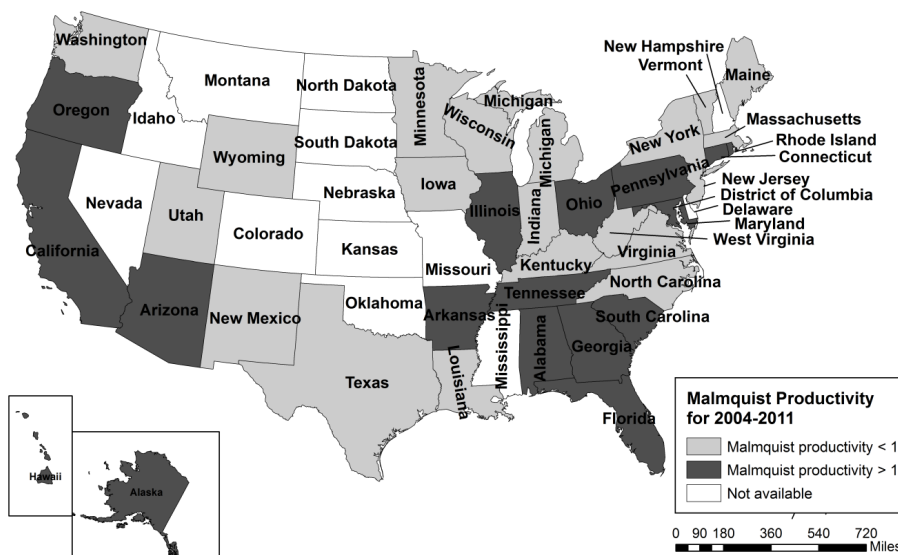 Washington
Montana
North Dakota
Minnesota
Michigan
New Hampshire
Vermont
Maine
Oregon
Idaho
South Dakota
Wisconsin
Michigan
Massachusetts
Wyoming
New York
Rhode Island
Connecticut
Nebraska
Iowa
Pennsylvania
New Jersey
Nevada
Utah
Illinois
Indiana
Ohio
District of Columbia
Delaware
Maryland
West Virginia
California
Colorado
Kansas
Missouri
Kentucky
Virginia
North Carolina
Arizona
New Mexico
Oklahoma
Arkansas
Tennessee
South Carolina
Texas
Louisiana
Mississippi
Alabama
Georgia
Florida
Hawaii
Alaska
Malmquist Productivity
for 2004-2011
Malmquist productivity < 1
Malmquist productivity > 1
Not available
0 90 180 360 540 720
Miles